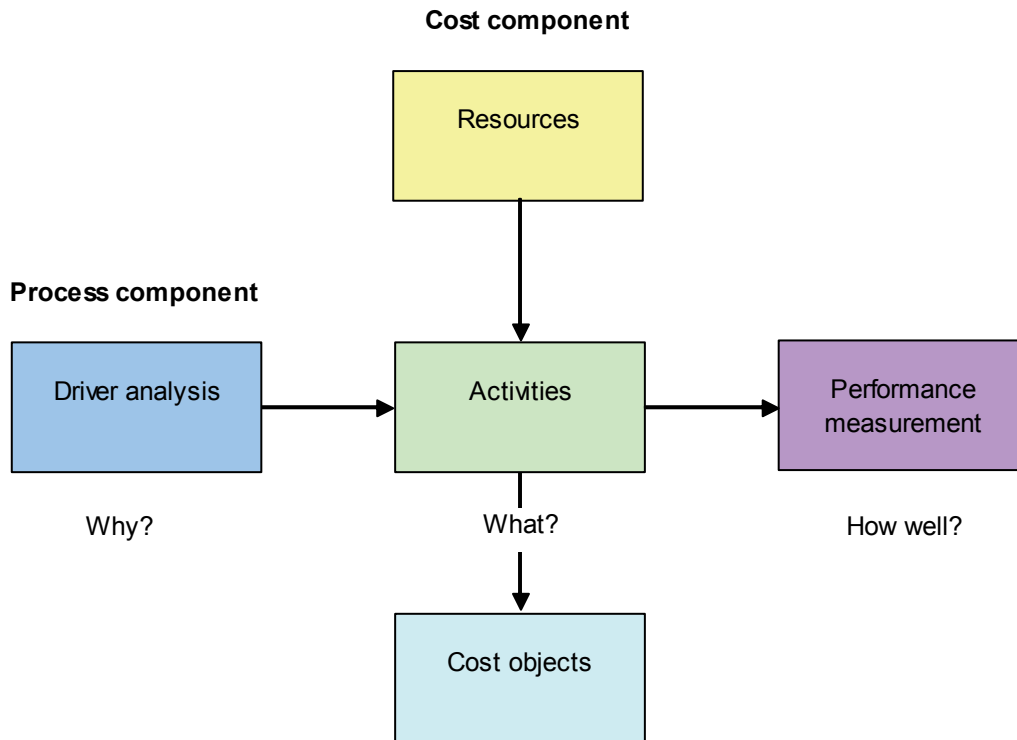 Cost component
Resources
Process component
Driver analysis
Activities
Performance
measurement
Why?
What?
How well?
Cost objects